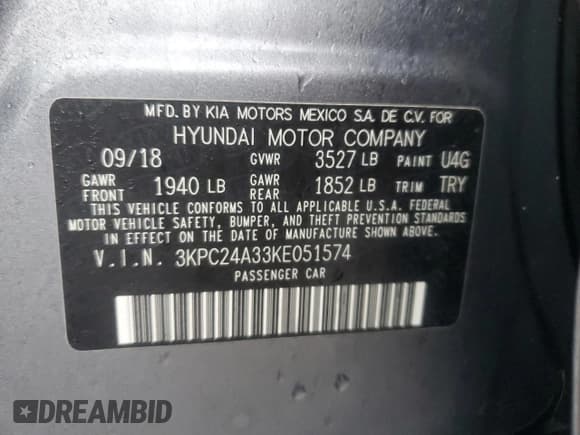 MFD. BY KIA MOTORS MEXICO S.A. DE C.V. FOR
HYUNDAI MOTOR COMPANY
09/18 GVWR 3527 LB PAINT U4G
GAWR FRONT 1940 LB GAWR REAR 1852 LB TRIM TRY
THIS VEHICLE CONFORMS TO ALL APPLICABLE U.S.A. FEDERAL
MOTOR VEHICLE SAFETY, BUMPER, AND THEFT PREVENTION STANDARDS
IN EFFECT ON THE DATE OF MANUFACTURE SHOWN ABOVE.
V.I.N. 3KPC24A33KE051574
PASSENGER CAR
DREAMBID